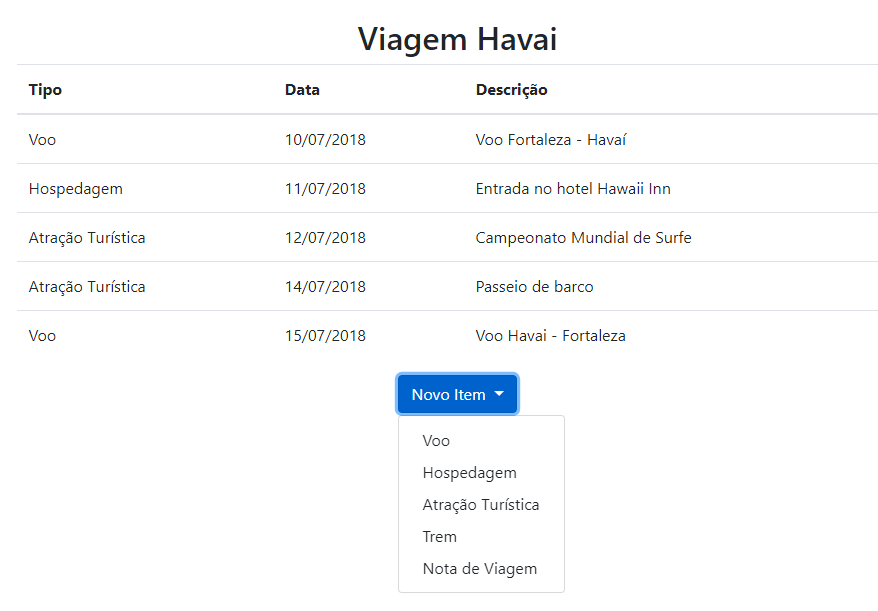 Viagem Havai
Tipo Data Descrição
Voo 10/07/2018 Voo Fortaleza - Havaí
Hospedagem 11/07/2018 Entrada no hotel Hawaii Inn
Atração Turística 12/07/2018 Campeonato Mundial de Surfe
Atração Turística 14/07/2018 Passeio de barco
Voo 15/07/2018 Voo Havai - Fortaleza
Novo Item
Voo
Hospedagem
Atração Turística
Trem
Nota de Viagem